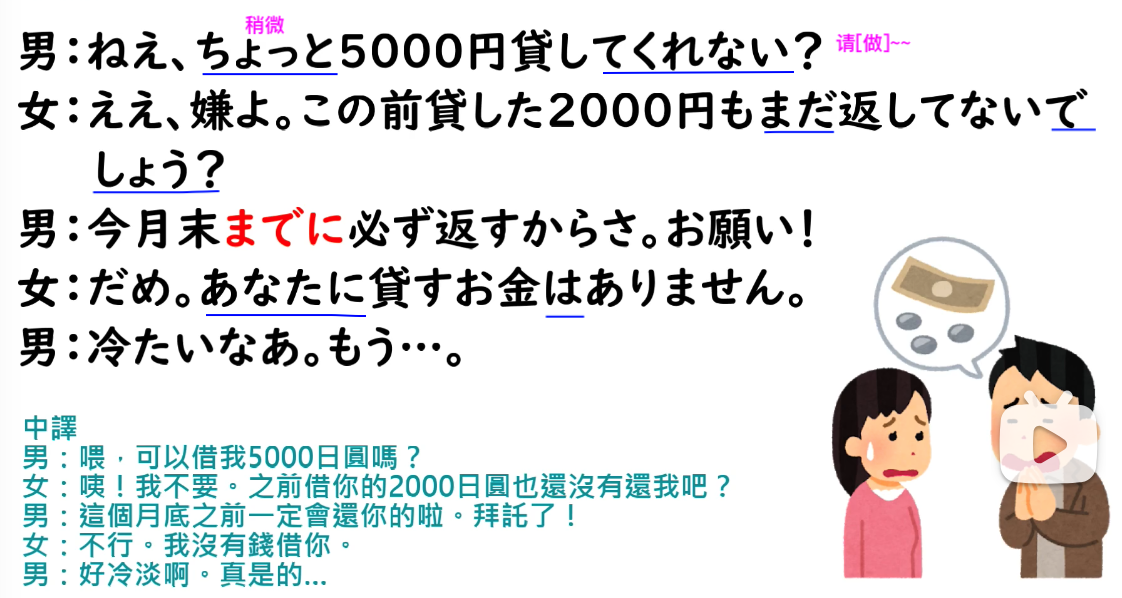 稍微
男：ねえ、ちょっと5000円貸してくれない？ 请[做]~~
女：ええ、嫌よ。この前貸した2000円もまだ返してないで
しょう？
男：今月末までに必ず返すからさ。お願い！
女：だめ。あなたに貸すお金はありません。
男：冷たいなあ。もう…。
中譯
男：喂，可以借我5000日圓嗎？
女：咦！我不要。之前借你的2000日圓也還沒有還我吧？
男：這個月底之前一定會還你的啦。拜託了！
女：不行。我沒有錢借你。
男：好冷淡啊。真是的...